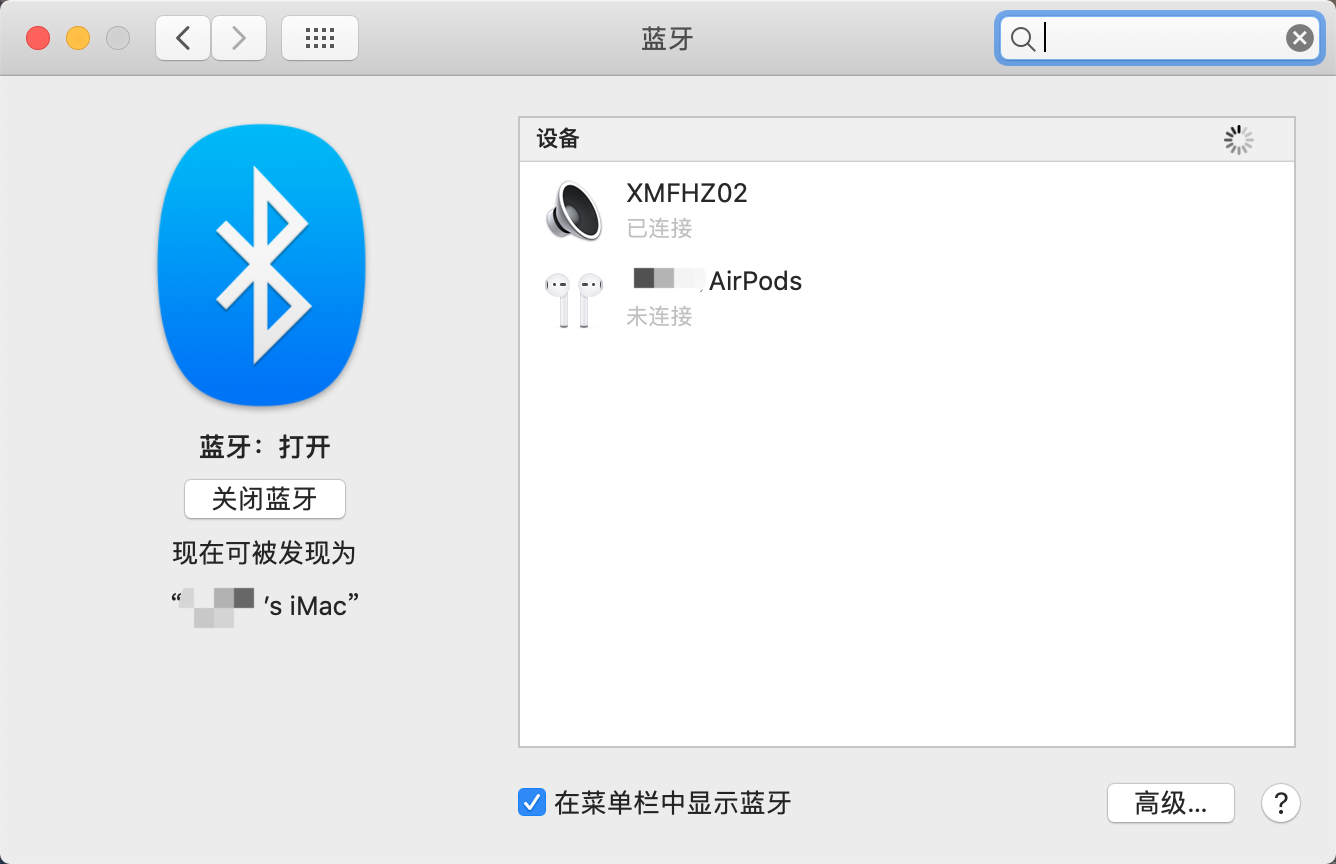 蓝牙
设备
XMFHZ02
已连接
AirPods
未连接
蓝牙：打开
关闭蓝牙
现在可被发现为
“ 's iMac”
在菜单栏中显示蓝牙
高级...
?